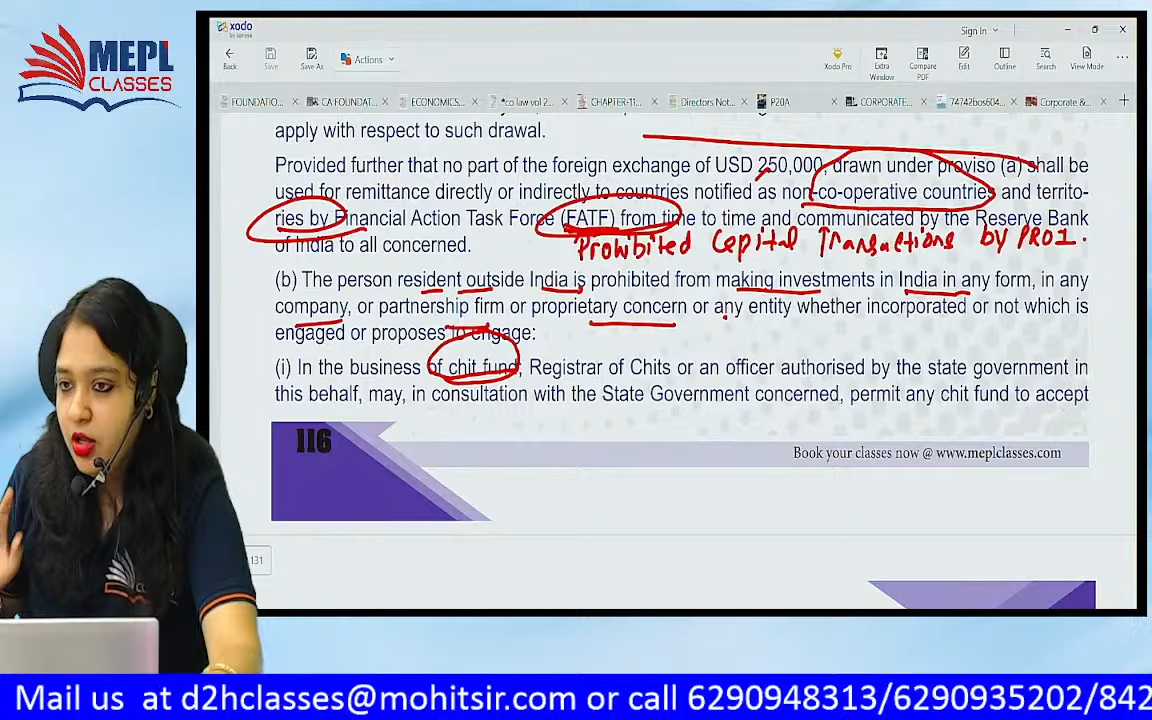 MEPL
CLASSES
xodo
by apryse
Sign In
Back
Save
Save As
Actions
Xodo Pro
Extra Window
Compare PDF
Edit
Outline
Search
View Mode
FOUNDATIO...
CA FOUNDAT...
ECONOMICS...
*co law vol 2...
CHAPTER-11...
Directors Not...
P20A
CORPORATE...
74742bos604...
Corporate &...
apply with respect to such drawal.
Provided further that no part of the foreign exchange of USD 250,000, drawn under proviso (a) shall be
used for remittance directly or indirectly to countries notified as non-co-operative countries and territo-
ries by Financial Action Task Force (FATF) from time to time and communicated by the Reserve Bank
of India to all concerned.
Prohibited Capital Transactions by PROI.
(b) The person resident outside India is prohibited from making investments in India in any form, in any
company, or partnership firm or proprietary concern or any entity whether incorporated or not which is
engaged or proposes to engage:
(i) In the business of chit fund; Registrar of Chits or an officer authorised by the state government in
this behalf, may, in consultation with the State Government concerned, permit any chit fund to accept
116
Book your classes now @ www.meplclasses.com
131
Mail us at d2hclasses@mohitsir.com or call 6290948313/6290935202/842